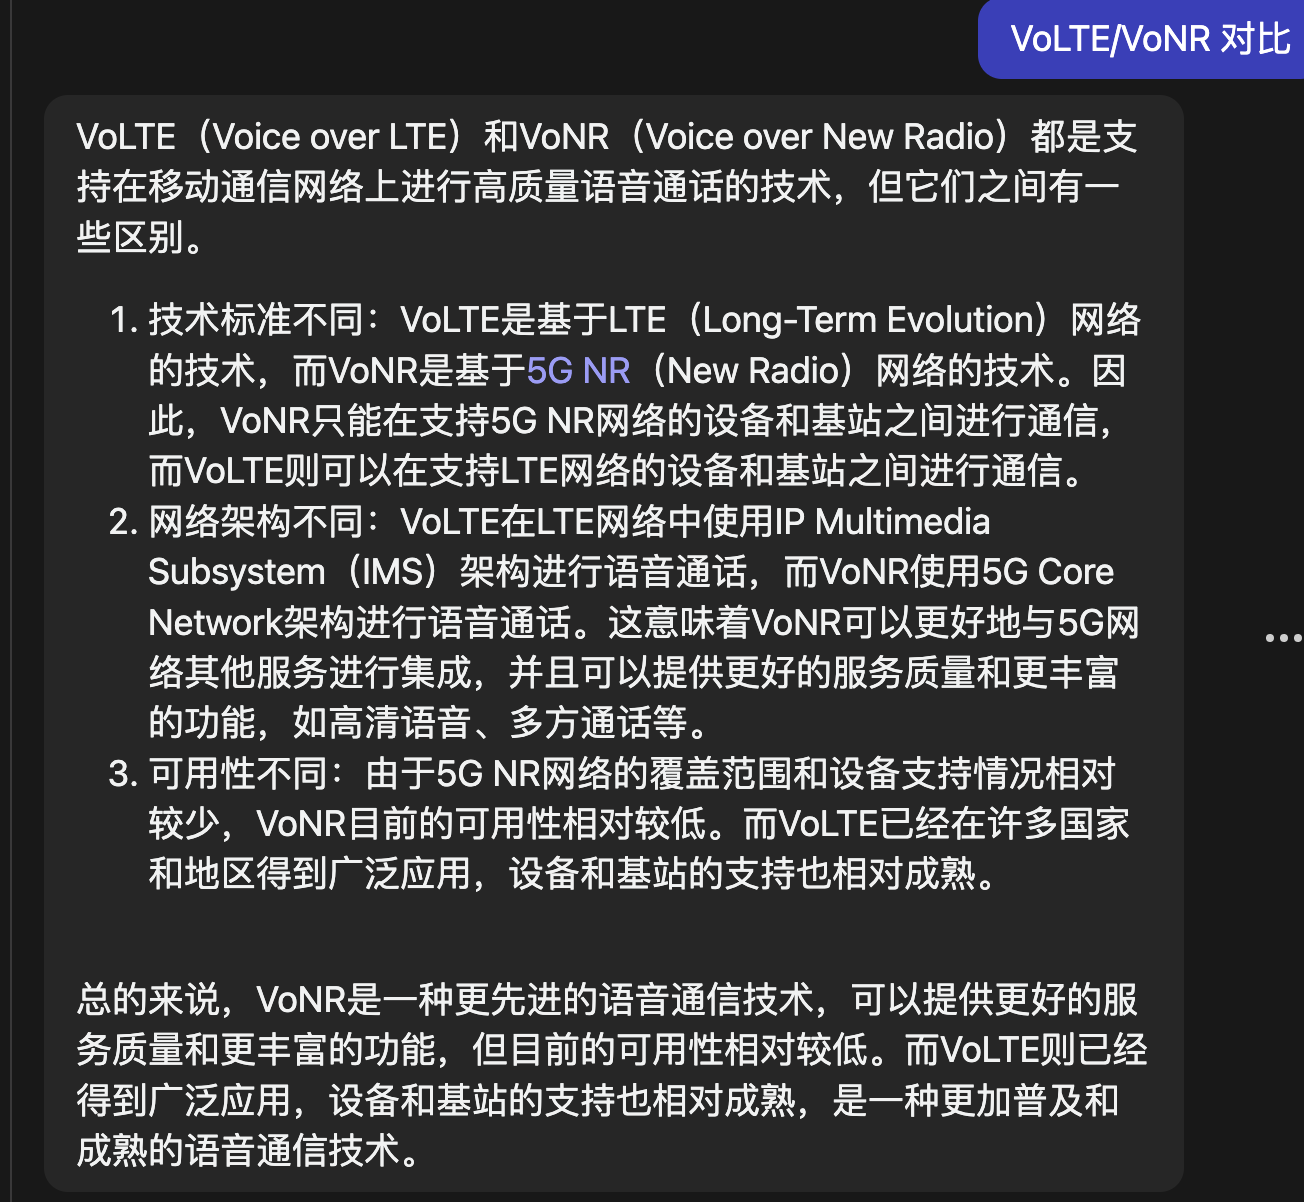 VoLTE/VoNR 对比
VoLTE（Voice over LTE）和VoNR（Voice over New Radio）都是支
持在移动通信网络上进行高质量语音通话的技术，但它们之间有一
些区别。
1. 技术标准不同：VoLTE是基于LTE（Long-Term Evolution）网络
的技术，而VoNR是基于5G NR（New Radio）网络的技术。因
此，VoNR只能在支持5G NR网络的设备和基站之间进行通信，
而VoLTE则可以在支持LTE网络的设备和基站之间进行通信。
2. 网络架构不同：VoLTE在LTE网络中使用IP Multimedia
Subsystem（IMS）架构进行语音通话，而VoNR使用5G Core
Network架构进行语音通话。这意味着VoNR可以更好地与5G网
络其他服务进行集成，并且可以提供更好的服务质量和更丰富
的功能，如高清语音、多方通话等。
3. 可用性不同：由于5G NR网络的覆盖范围和设备支持情况相对
较少，VoNR目前的可用性相对较低。而VoLTE已经在许多国家
和地区得到广泛应用，设备和基站的支持也相对成熟。
总的来说，VoNR是一种更先进的语音通信技术，可以提供更好的服
务质量和更丰富的功能，但目前的可用性相对较低。而VoLTE则已经
得到广泛应用，设备和基站的支持也相对成熟，是一种更加普及和
成熟的语音通信技术。